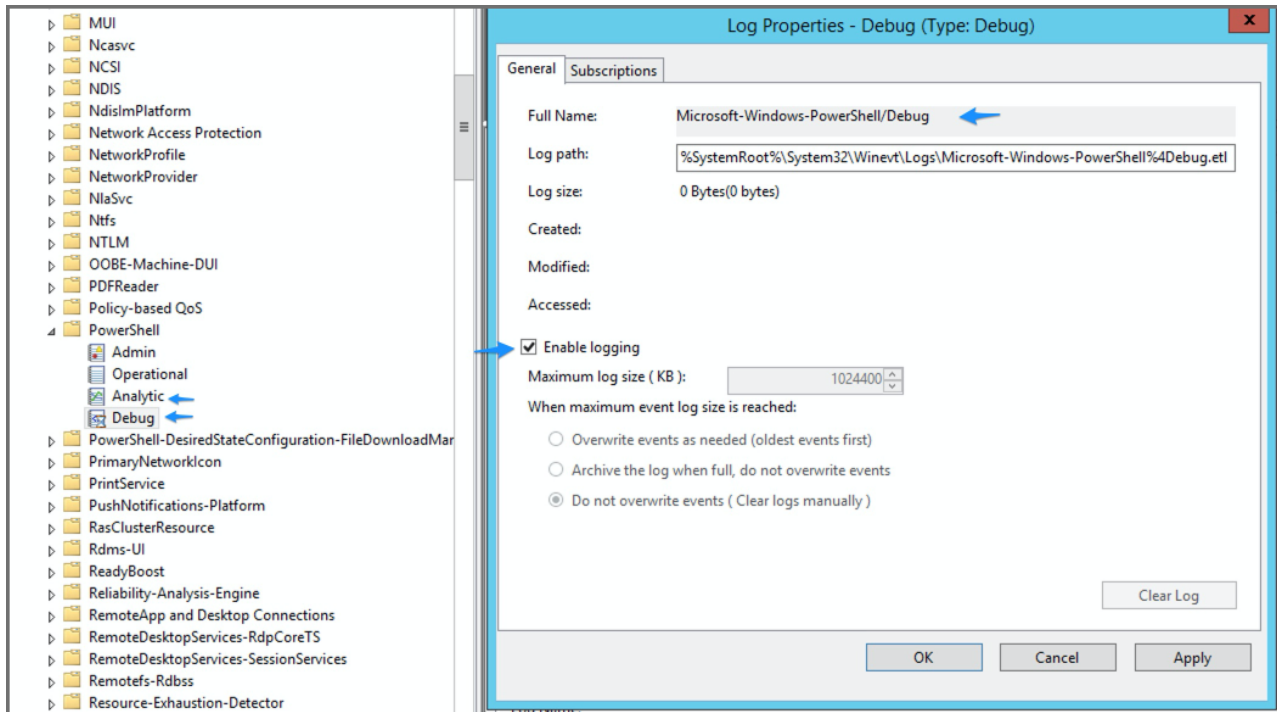 MUI
Ncasvc
NCSI
NDIS
NdisImPlatform
Network Access Protection
NetworkProfile
NetworkProvider
NlaSvc
Ntfs
NTLM
OOBE-Machine-DUI
PDFReader
Policy-based QoS
PowerShell
Admin
Operational
Analytic
Debug
PowerShell-DesiredStateConfiguration-FileDownloadMar
PrimaryNetworkIcon
PrintService
PushNotifications-Platform
RasClusterResource
Rdms-UI
ReadyBoost
Reliability-Analysis-Engine
RemoteApp and Desktop Connections
RemoteDesktopServices-RdpCoreTS
RemoteDesktopServices-SessionServices
Remotefs-Rdbss
Resource-Exhaustion-Detector
Log Properties - Debug (Type: Debug)
x
General Subscriptions
Full Name: Microsoft-Windows-PowerShell/Debug
Log path: %SystemRoot%\System32\Winevt\Logs\Microsoft-Windows-PowerShell%4Debug.etl
Log size: 0 Bytes(0 bytes)
Created:
Modified:
Accessed:
Enable logging
Maximum log size ( KB ): 1024400
When maximum event log size is reached:
Overwrite events as needed (oldest events first)
Archive the log when full, do not overwrite events
Do not overwrite events ( Clear logs manually )
Clear Log
OK Cancel Apply